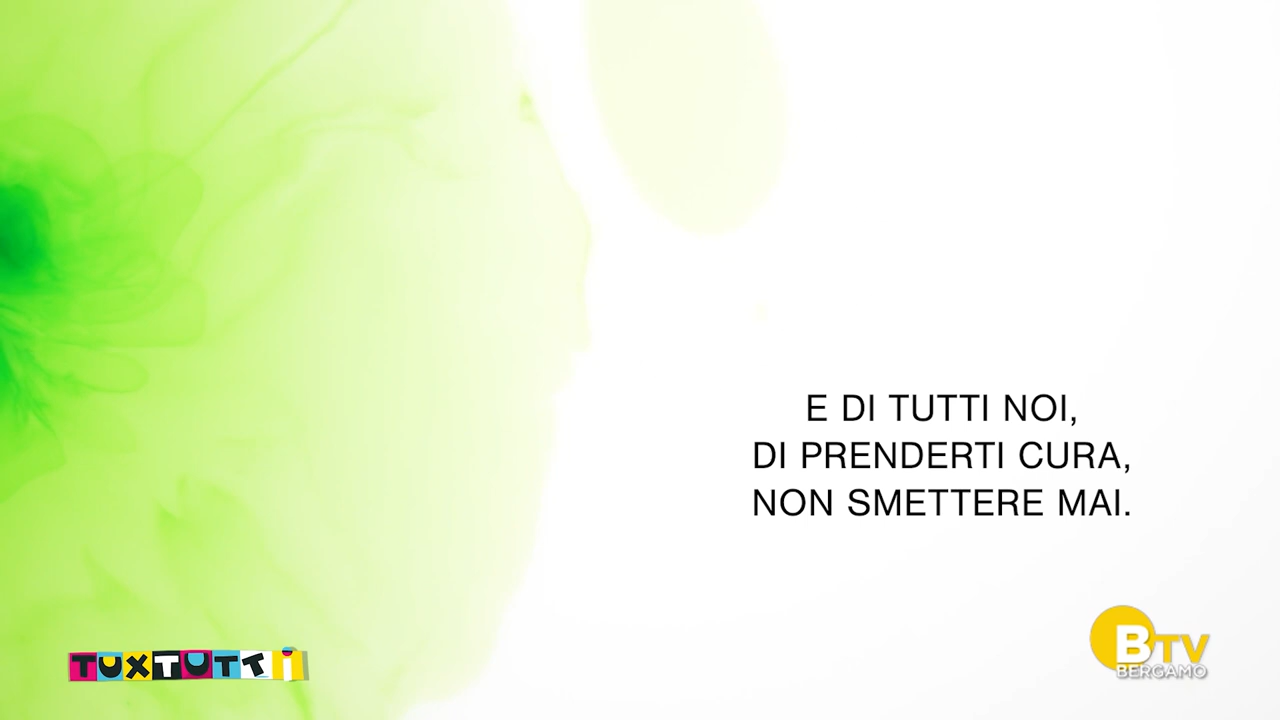 E DI TUTTI NOI,
DI PRENDERTI CURA,
NON SMETTERE MAI.
TUXTUTTI
BTV
BERGAMO